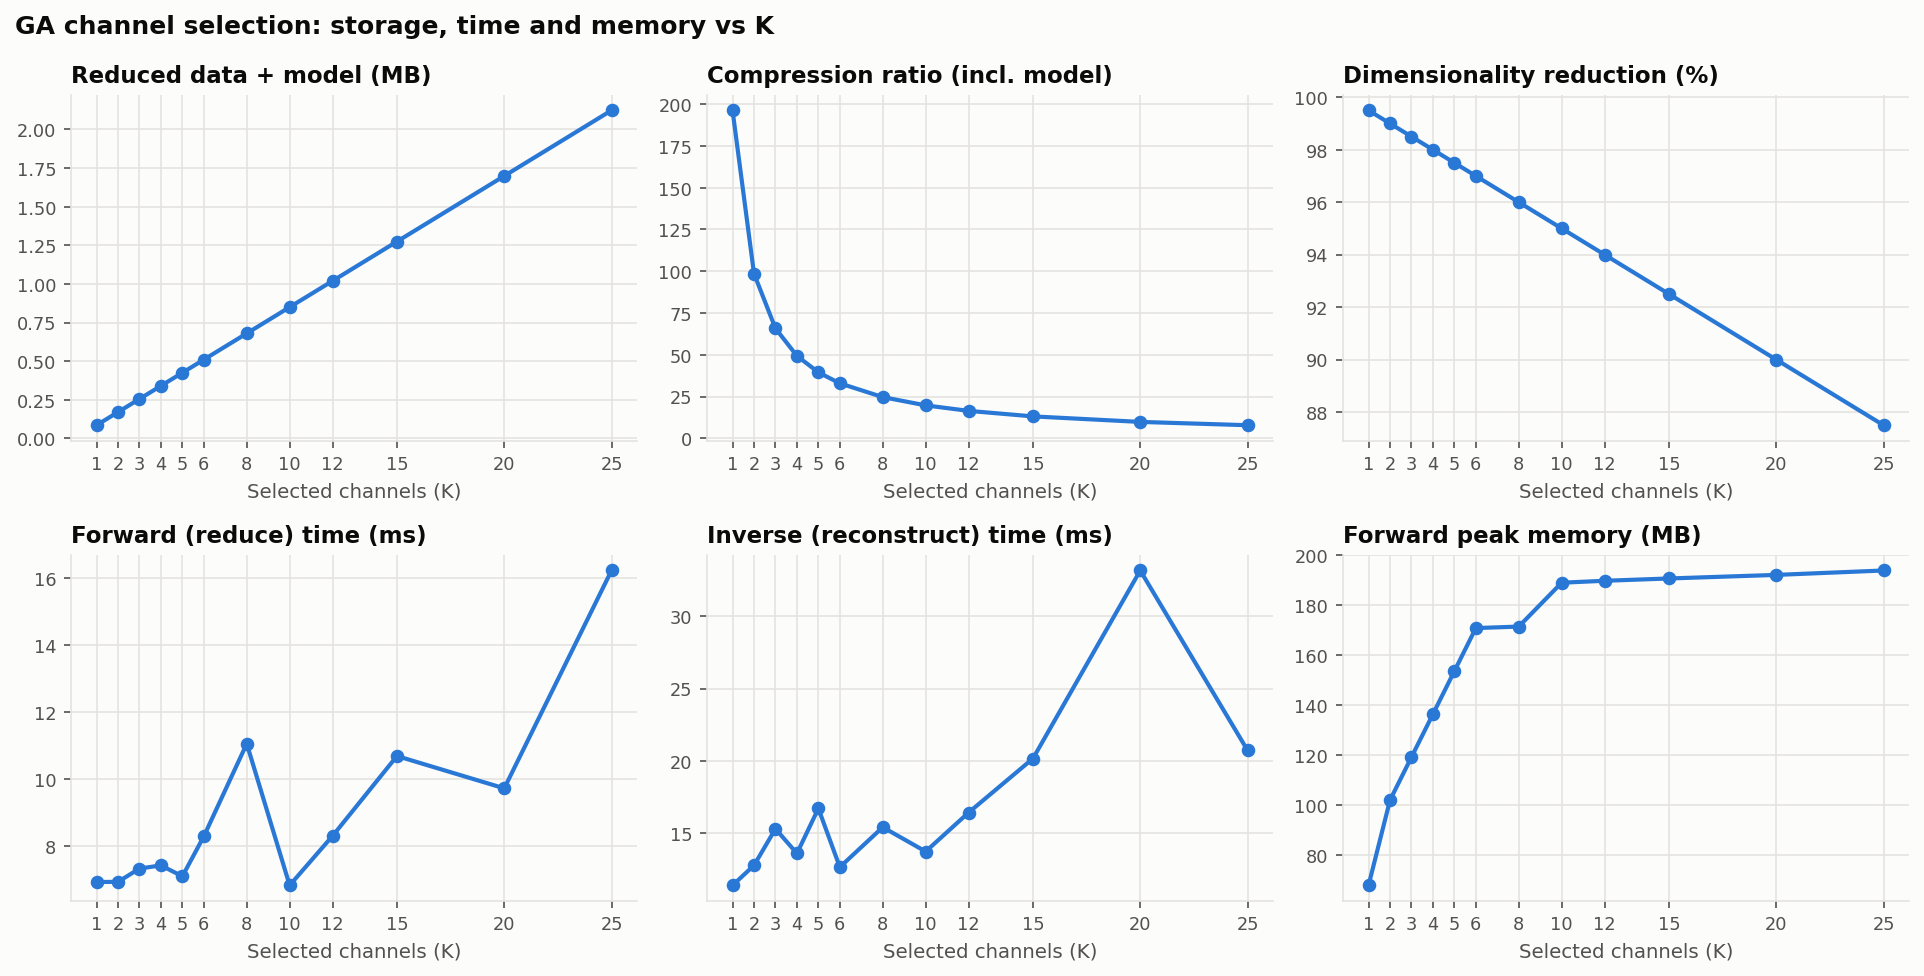 GA channel selection: storage, time and memory vs K
Reduced data + model (MB)
2.00
1.75
1.50
1.25
1.00
0.75
0.50
0.25
0.00
1 2 3 4 5 6 8 10 12 15 20 25
Selected channels (K)
Compression ratio (incl. model)
200
175
150
125
100
75
50
25
0
1 2 3 4 5 6 8 10 12 15 20 25
Selected channels (K)
Dimensionality reduction (%)
100
98
96
94
92
90
88
1 2 3 4 5 6 8 10 12 15 20 25
Selected channels (K)
Forward (reduce) time (ms)
16
14
12
10
8
1 2 3 4 5 6 8 10 12 15 20 25
Selected channels (K)
Inverse (reconstruct) time (ms)
30
25
20
15
1 2 3 4 5 6 8 10 12 15 20 25
Selected channels (K)
Forward peak memory (MB)
200
180
160
140
120
100
80
1 2 3 4 5 6 8 10 12 15 20 25
Selected channels (K)